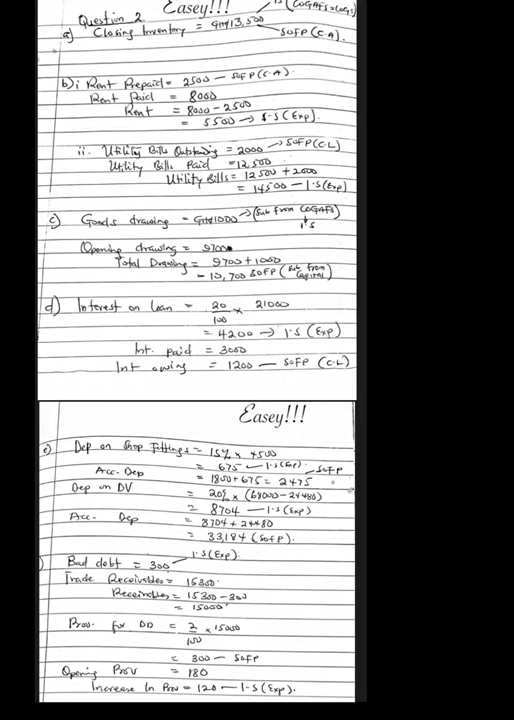 Easey!!!
I.S (COGAFS=COGS)
Question 2
a) Closing Inventory = GH¢13,500
SOFP (C.A).
b) i Rent Prepaid = 2500 — SOFP (C.A).
Rent Paid = 8000
Rent = 8000 - 2500
= 5500 → I.S (Exp).
ii. Utility Bills Outstanding = 2000 → SOFP (C.L)
Utility Bills Paid = 12500
Utility Bills = 12500 + 2000
= 14500 — I.S (Exp)
c) Goods drawing = GH¢1000 → (Sub from COGAFS)
I.S
Opening drawing = 9700
Total Drawing = 9700 + 1000
= 10,700 SOFP (Sub from Capital)
d) Interest on loan = 20/100 × 21000
= 4200 → I.S (Exp)
Int. paid = 3000
Int owing = 1200 — SOFP (C.L)
Easey!!!
e) Dep on Shop Fittings = 15% × 4500
= 675 — I.S (Exp).
Acc. Dep = 1800 + 675 = 2475 SOFP
Dep on DV = 20% × (68000 - 24480)
= 8704 — I.S (Exp)
Acc- Dep = 8704 + 24480
= 33,184 (SOFP).
) Bad debt = 300 I.S (Exp).
Trade Receivables = 15300
Receivables = 15300 - 300
= 15000
Prov. for DD = 2/100 × 15000
= 300 — SOFP
Opening Prov = 180
Increase In Prov = 120 — I.S (Exp).